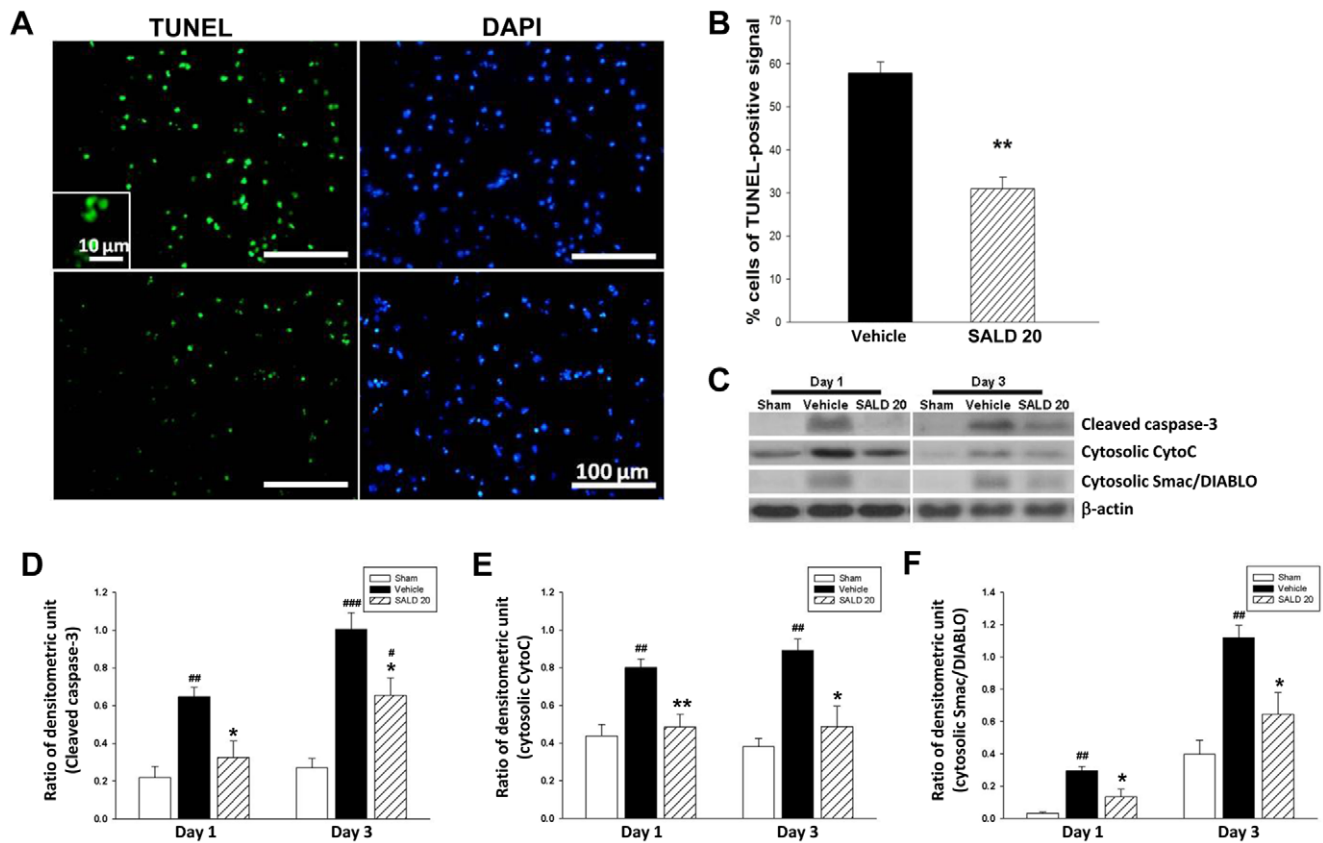 A
TUNEL
DAPI
10 µm
100 µm
B
% cells of TUNEL-positive signal
70
60
50
40
30
20
10
0
**
Vehicle
SALD 20
C
Day 1
Day 3
Sham Vehicle SALD 20
Sham Vehicle SALD 20
Cleaved caspase-3
Cytosolic CytoC
Cytosolic Smac/DIABLO
β-actin
D
Ratio of densitometric unit
(Cleaved caspase-3)
1.2
1.0
0.8
0.6
0.4
0.2
0.0
Sham
Vehicle
SALD 20
##
*
###
#
*
Day 1
Day 3
E
Ratio of densitometric unit
(cytosolic CytoC)
1.2
1.0
0.8
0.6
0.4
0.2
0.0
Sham
Vehicle
SALD 20
##
**
##
*
Day 1
Day 3
F
Ratio of densitometric unit
(cytosolic Smac/DIABLO)
1.4
1.2
1.0
0.8
0.6
0.4
0.2
0.0
Sham
Vehicle
SALD 20
##
*
##
*
Day 1
Day 3